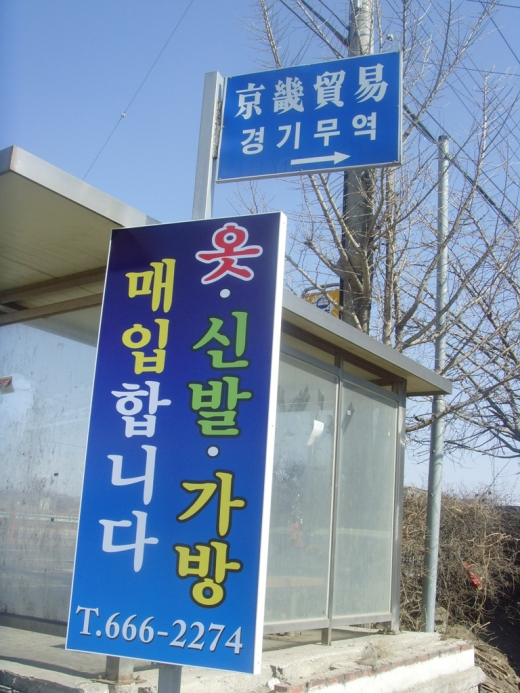 京畿貿易
경기무역
옷·신발·가방
매입합니다
T.666-2274